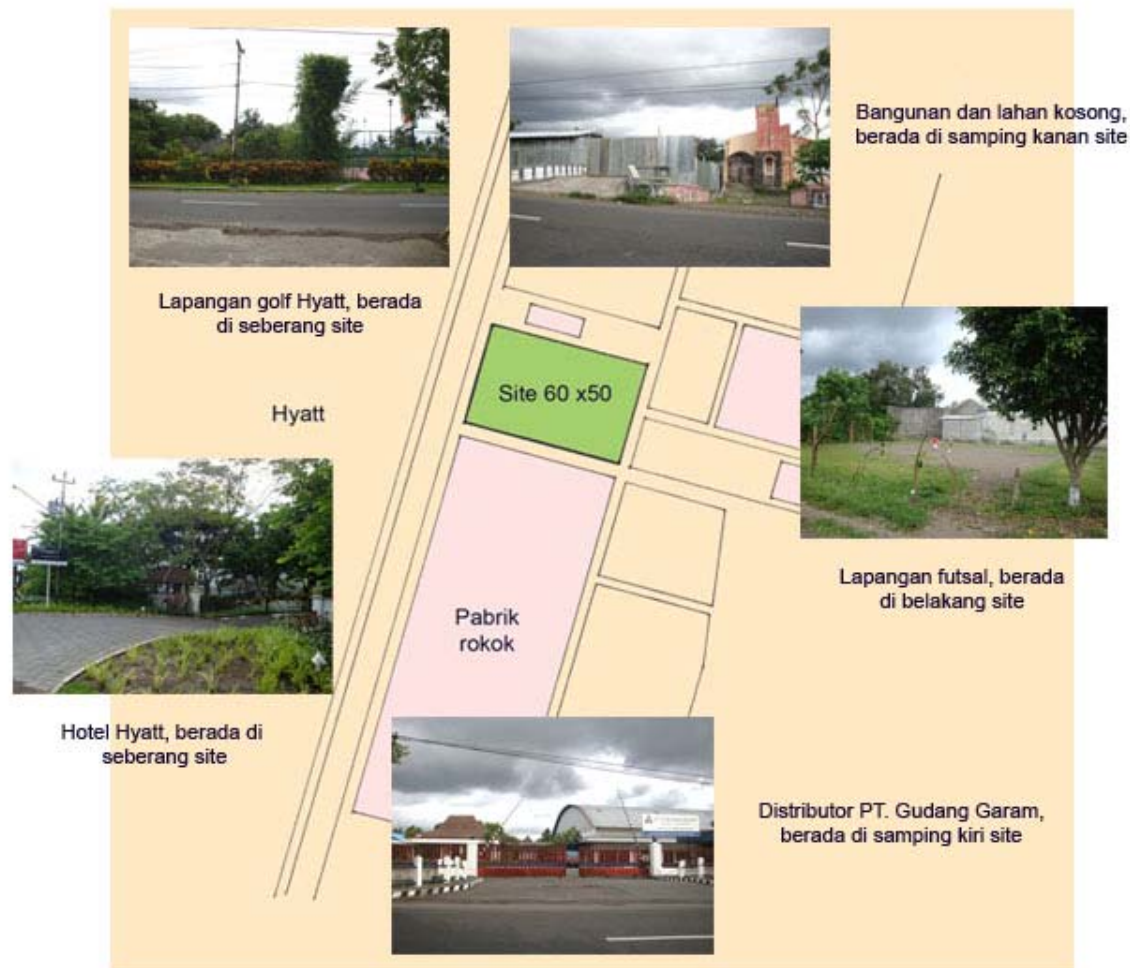 Bangunan dan lahan kosong,
berada di samping kanan site
Lapangan golf Hyatt, berada
di seberang site
Site 60 x50
Hyatt
Lapangan futsal, berada
di belakang site
Pabrik
rokok
Hotel Hyatt, berada di
seberang site
Distributor PT. Gudang Garam,
berada di samping kiri site